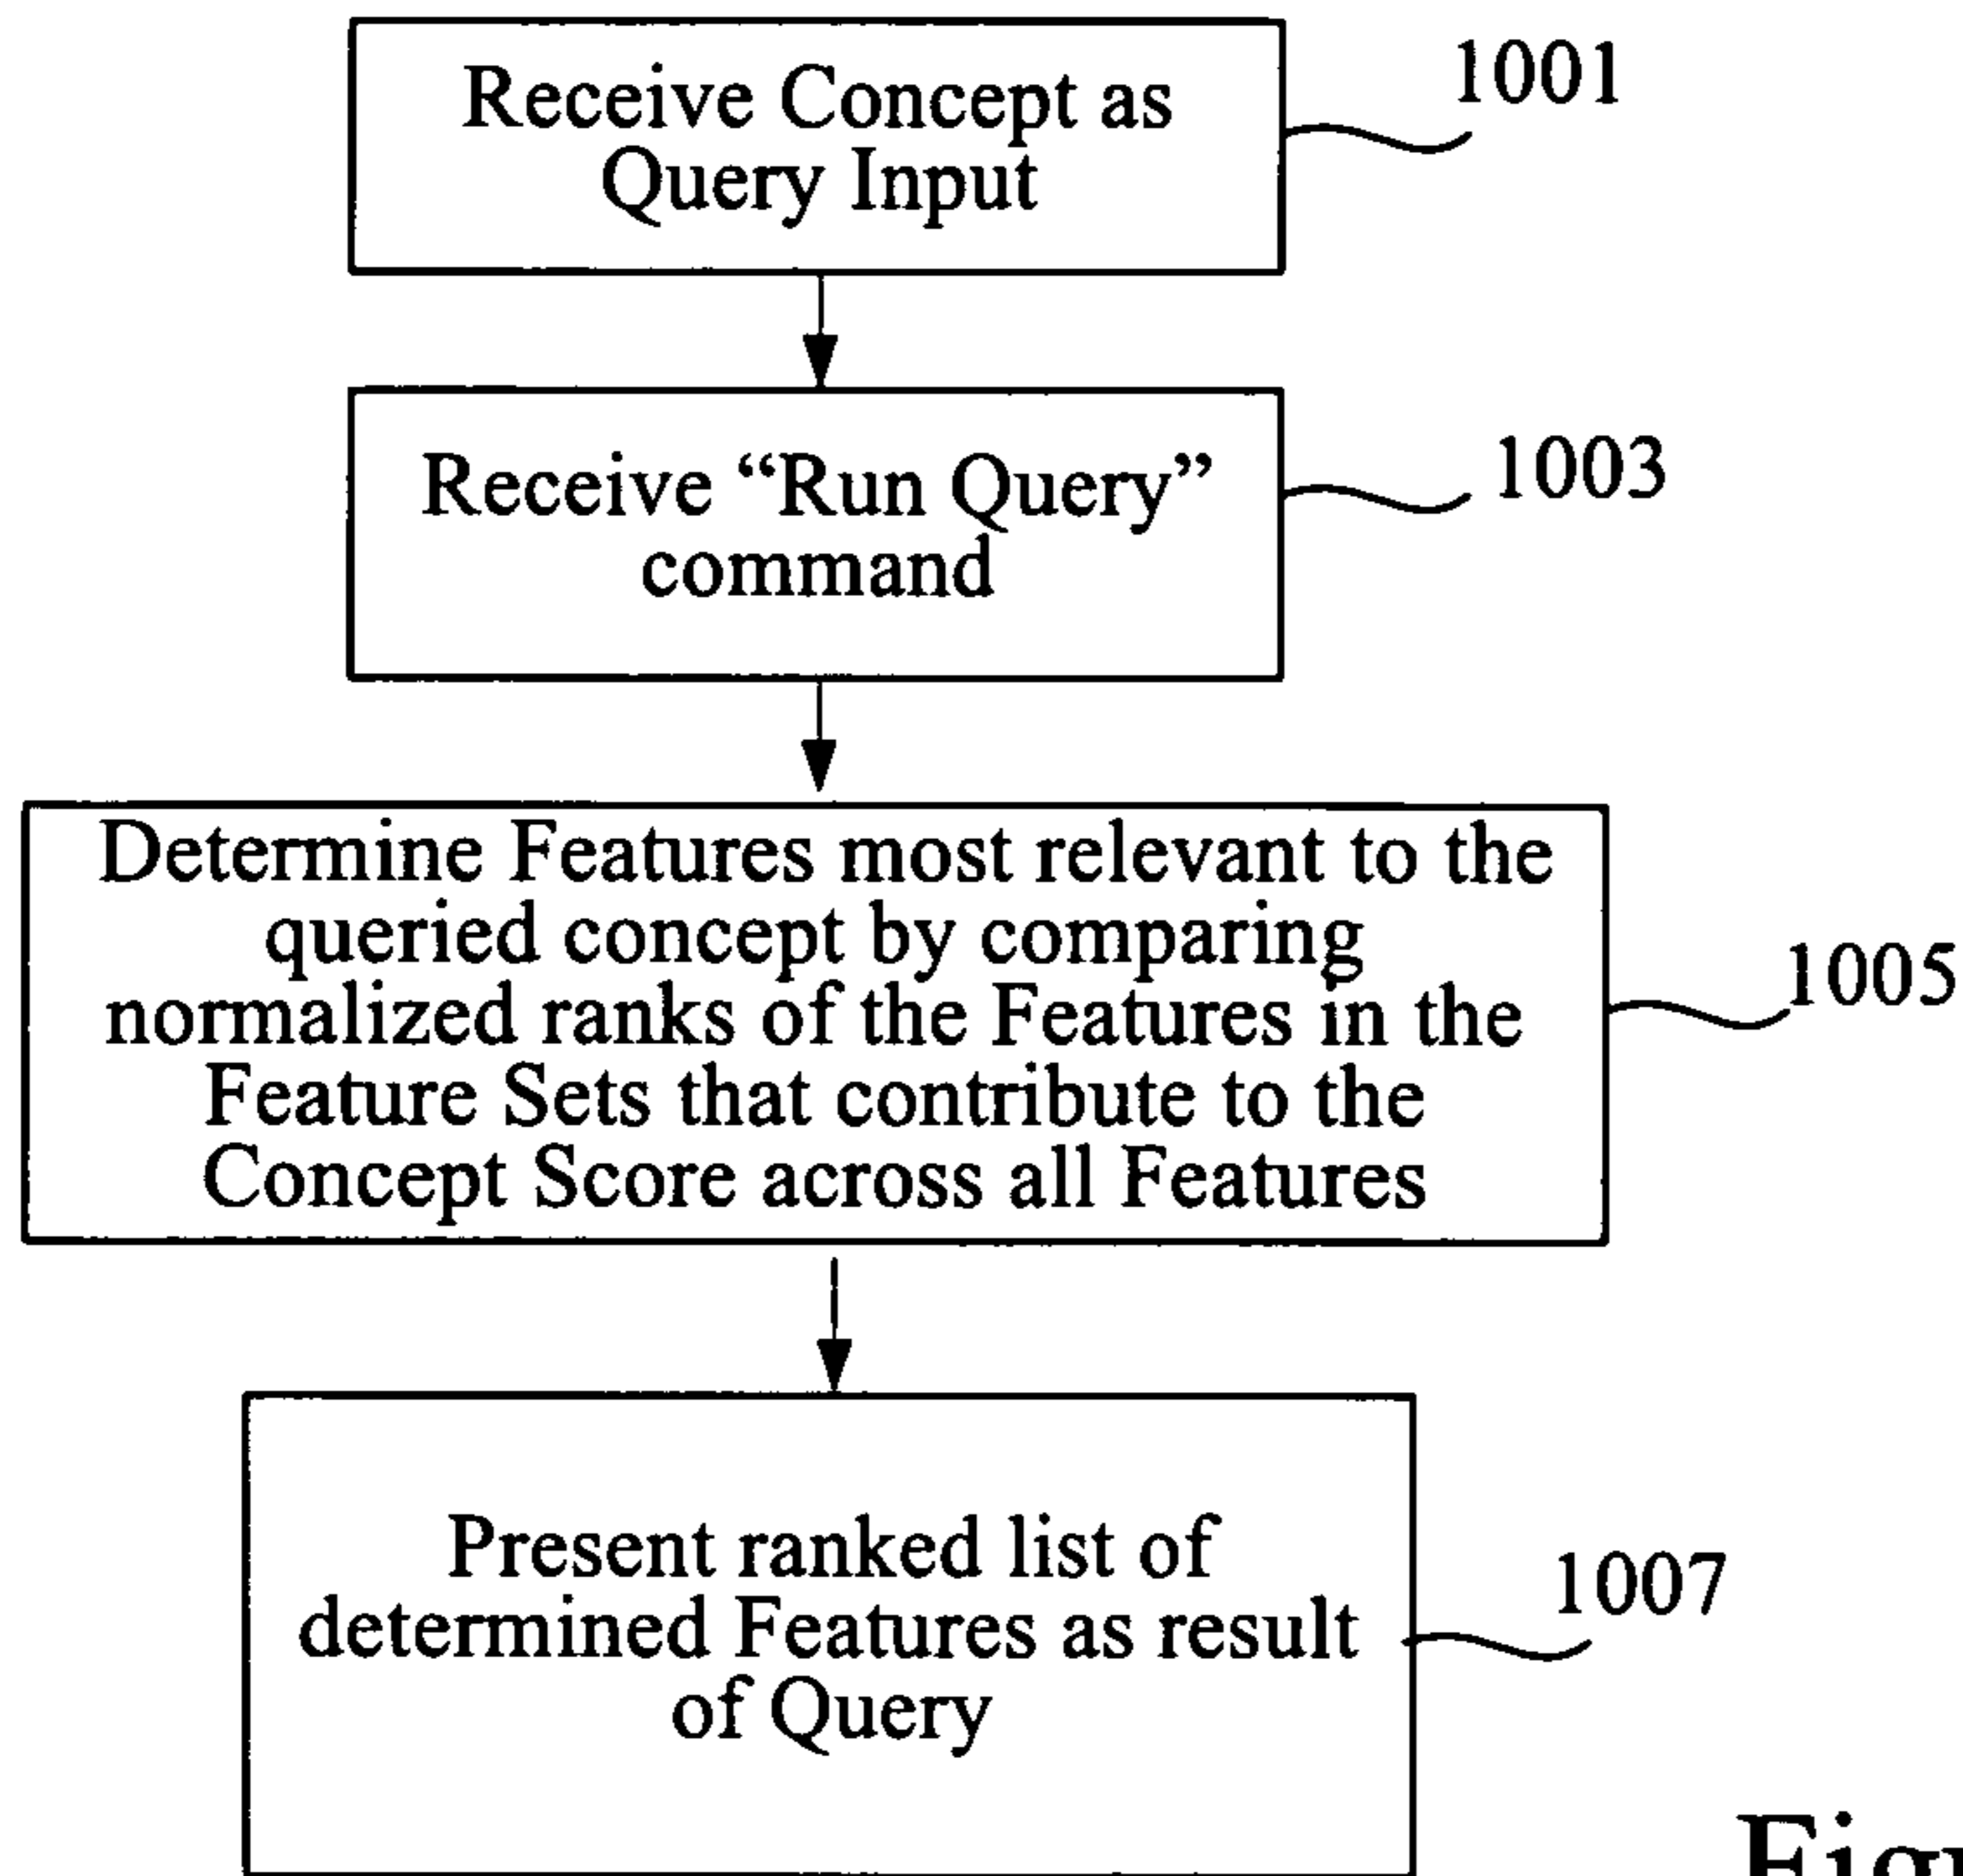 Receive Concept as
Query Input
1001
Receive “Run Query”
command
1003
Determine Features most relevant to the
queried concept by comparing
normalized ranks of the Features in the
Feature Sets that contribute to the
Concept Score across all Features
1005
Present ranked list of
determined Features as result
of Query
1007